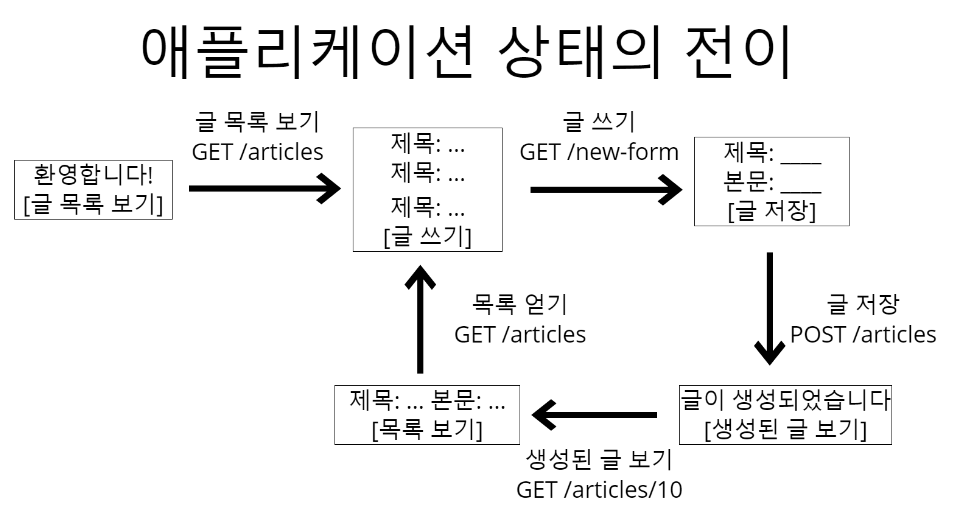 애플리케이션 상태의 전이
글 목록 보기
GET /articles
글 쓰기
GET /new-form
환영합니다!
[글 목록 보기]
제목: ...
제목: ...
제목: ...
[글 쓰기]
제목: ____
본문: ____
[글 저장]
목록 얻기
GET /articles
글 저장
POST /articles
제목: ... 본문: ...
[목록 보기]
글이 생성되었습니다
[생성된 글 보기]
생성된 글 보기
GET /articles/10